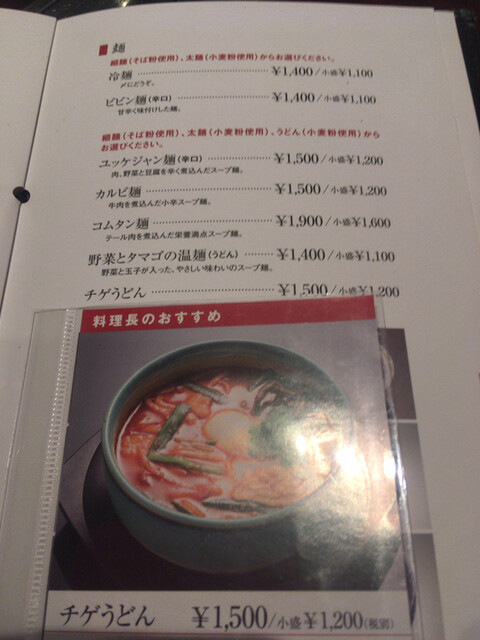 麺
細麺(そば粉使用)、太麺(小麦粉使用)からお選びください。
冷麺 ¥1,400/小盛¥1,100
〆にどうぞ。
ビビン麺(辛口) ¥1,400/小盛¥1,100
甘辛く味付けした麺。
細麺(そば粉使用)、太麺(小麦粉使用)、うどん(小麦粉使用)から
お選びください。
ユッケジャン麺(辛口) ¥1,500/小盛¥1,200
肉、野菜と豆腐を辛く煮込んだスープ麺。
カルビ麺 ¥1,500/小盛¥1,200
牛肉を煮込んだ小辛スープ麺。
コムタン麺 ¥1,900/小盛¥1,600
テール肉を煮込んだ栄養満点スープ麺。
野菜とタマゴの温麺(うどん) ¥1,400/小盛¥1,100
野菜と玉子が入った、やさしい味わいのスープ麺。
チゲうどん ¥1,500/小盛¥1,200
料理長のおすすめ
チゲうどん ¥1,500/小盛¥1,200(税別)